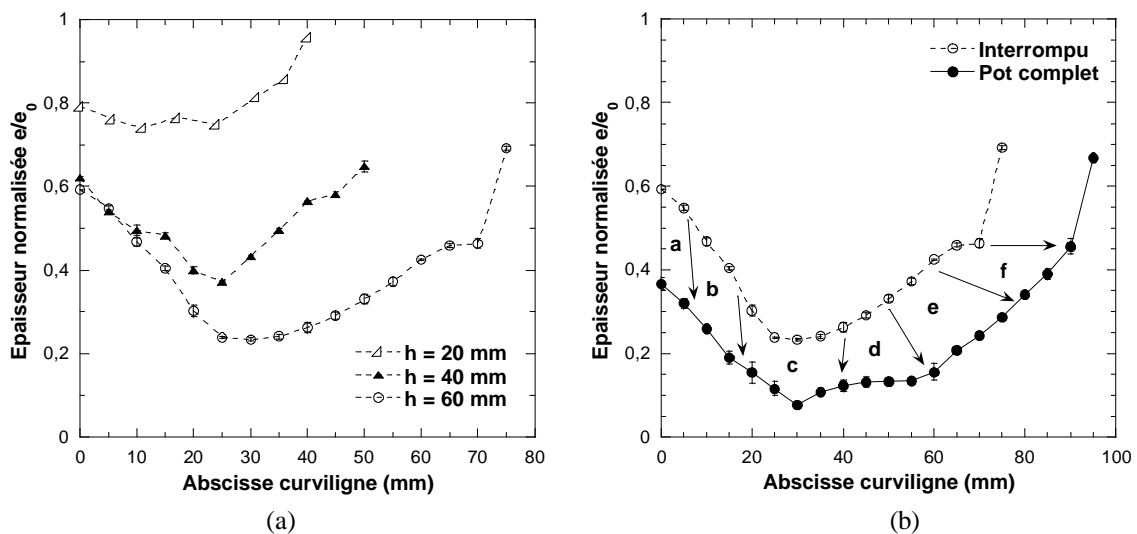 1
0,8
0,6
0,4
0,2
0
Epaisseur normalisée e/e0
h = 20 mm
h = 40 mm
h = 60 mm
0 10 20 30 40 50 60 70 80
Abscisse curviligne (mm)
(a)
1
0,8
0,6
0,4
0,2
0
Epaisseur normalisée e/e0
Interrompu
Pot complet
a
b
c
d
e
f
0 20 40 60 80 100
Abscisse curviligne (mm)
(b)